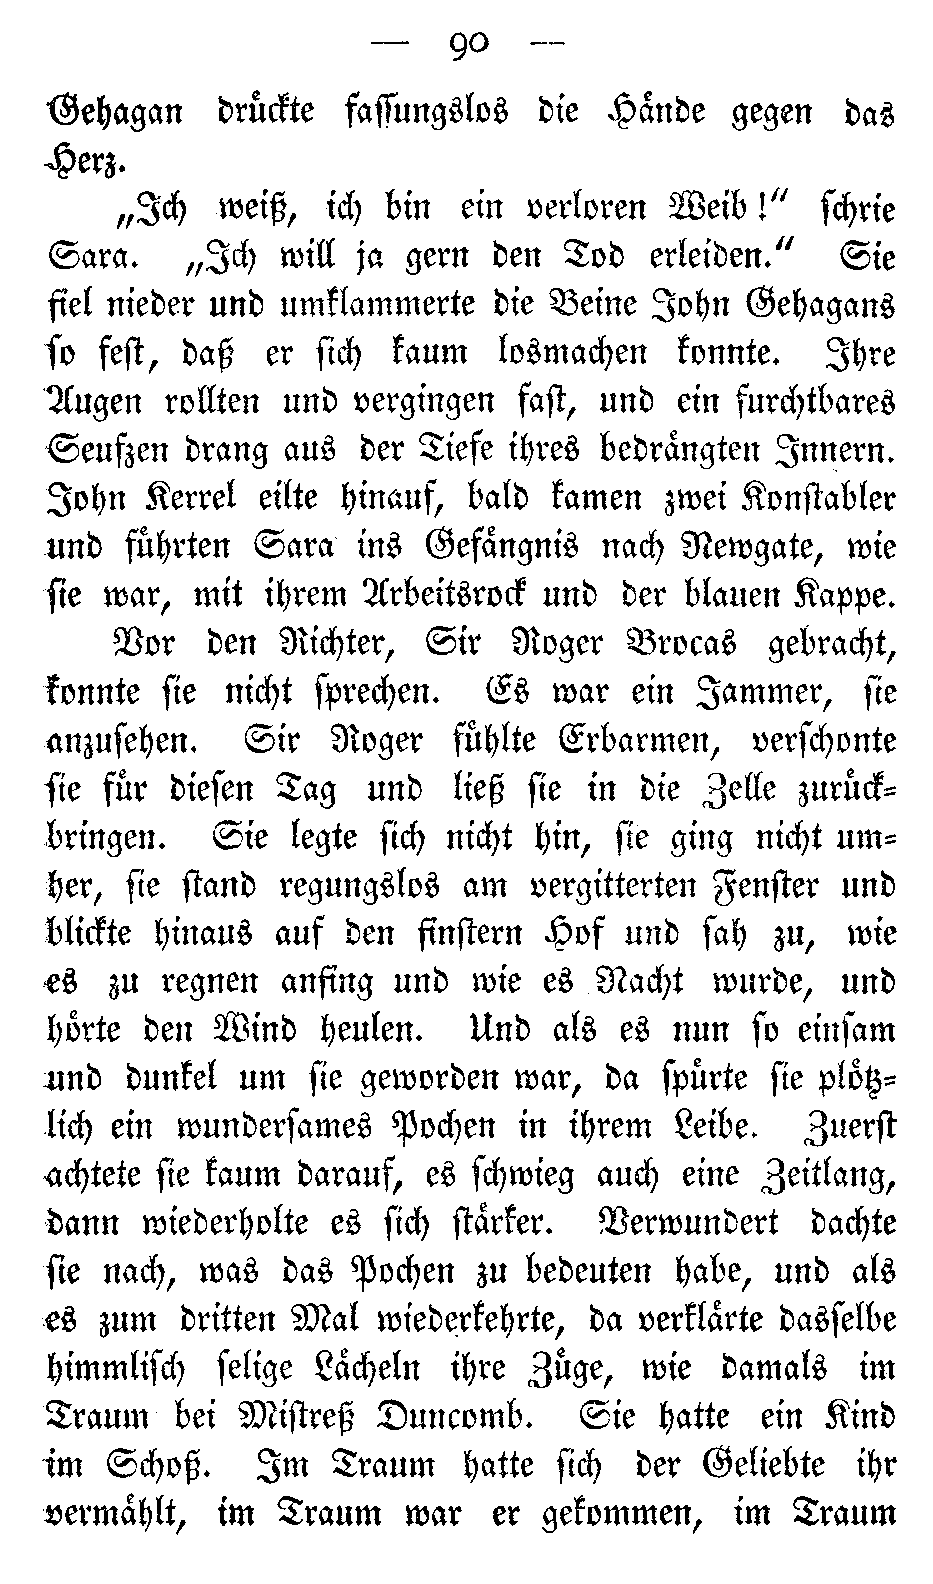 — 90 —
Gehagan drückte fassungslos die Hände gegen das
Herz.
„Ich weiß, ich bin ein verloren Weib!“ schrie
Sara. „Ich will ja gern den Tod erleiden.“ Sie
fiel nieder und umklammerte die Beine John Gehagans
so fest, daß er sich kaum losmachen konnte. Ihre
Augen rollten und vergingen fast, und ein furchtbares
Seufzen drang aus der Tiefe ihres bedrängten Innern.
John Kerrel eilte hinauf, bald kamen zwei Konstabler
und führten Sara ins Gefängnis nach Newgate, wie
sie war, mit ihrem Arbeitsrock und der blauen Kappe.
Vor den Richter, Sir Roger Brocas gebracht,
konnte sie nicht sprechen. Es war ein Jammer, sie
anzusehen. Sir Roger fühlte Erbarmen, verschonte
sie für diesen Tag und ließ sie in die Zelle zurück-
bringen. Sie legte sich nicht hin, sie ging nicht um-
her, sie stand regungslos am vergitterten Fenster und
blickte hinaus auf den finstern Hof und sah zu, wie
es zu regnen anfing und wie es Nacht wurde, und
hörte den Wind heulen. Und als es nun so einsam
und dunkel um sie geworden war, da spürte sie plötz-
lich ein wundersames Pochen in ihrem Leibe. Zuerst
achtete sie kaum darauf, es schwieg auch eine Zeitlang,
dann wiederholte es sich stärker. Verwundert dachte
sie nach, was das Pochen zu bedeuten habe, und als
es zum dritten Mal wiederkehrte, da verklärte dasselbe
himmlisch selige Lächeln ihre Züge, wie damals im
Traum bei Mistreß Duncomb. Sie hatte ein Kind
im Schoß. Im Traum hatte sich der Geliebte ihr
vermählt, im Traum war er gekommen, im Traum